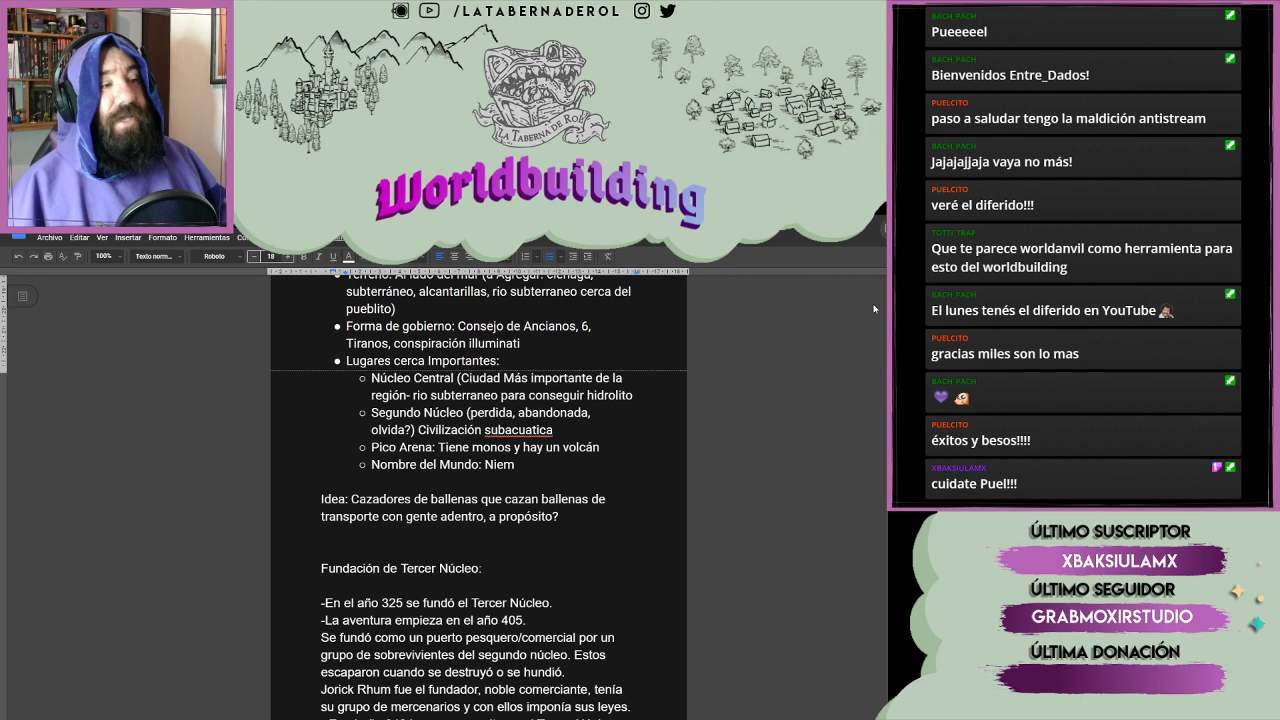 /LATABERNADEROL
LA TABERNA DE ROL
Worldbuilding
Archivo Editar Ver Insertar Formato Herramientas
100% Texto norm... Roboto 18
subterráneo, alcantarillas, río subterraneo cerca del
pueblito)
● Forma de gobierno: Consejo de Ancianos, 6,
Tiranos, conspiración illuminati
● Lugares cerca Importantes:
○ Núcleo Central (Ciudad Más importante de la
región- rio subterraneo para conseguir hidrolito
○ Segundo Núcleo (perdida, abandonada,
olvida?) Civilización subacuatica
○ Pico Arena: Tiene monos y hay un volcán
○ Nombre del Mundo: Niem
Idea: Cazadores de ballenas que cazan ballenas de
transporte con gente adentro, a propósito?
Fundación de Tercer Núcleo:
-En el año 325 se fundó el Tercer Núcleo.
-La aventura empieza en el año 405.
Se fundó como un puerto pesquero/comercial por un
grupo de sobrevivientes del segundo núcleo. Estos
escaparon cuando se destruyó o se hundió.
Jorick Rhum fue el fundador, noble comerciante, tenía
su grupo de mercenarios y con ellos imponía sus leyes.
BACH_PACH
Pueeeeel
BACH_PACH
Bienvenidos Entre_Dados!
PUELCITO
paso a saludar tengo la maldición antistream
BACH_PACH
Jajajajjaja vaya no más!
PUELCITO
veré el diferido!!!
TOTTI_TRAP
Que te parece worldanvil como herramienta para
esto del worldbuilding
BACH_PACH
El lunes tenés el diferido en YouTube
PUELCITO
gracias miles son lo mas
BACH_PACH
PUELCITO
éxitos y besos!!!!
XBAKSIULAMX
cuidate Puel!!!
ÚLTIMO SUSCRIPTOR
XBAKSIULAMX
ÚLTIMO SEGUIDOR
GRABMOXIRSTUDIO
ÚLTIMA DONACIÓN